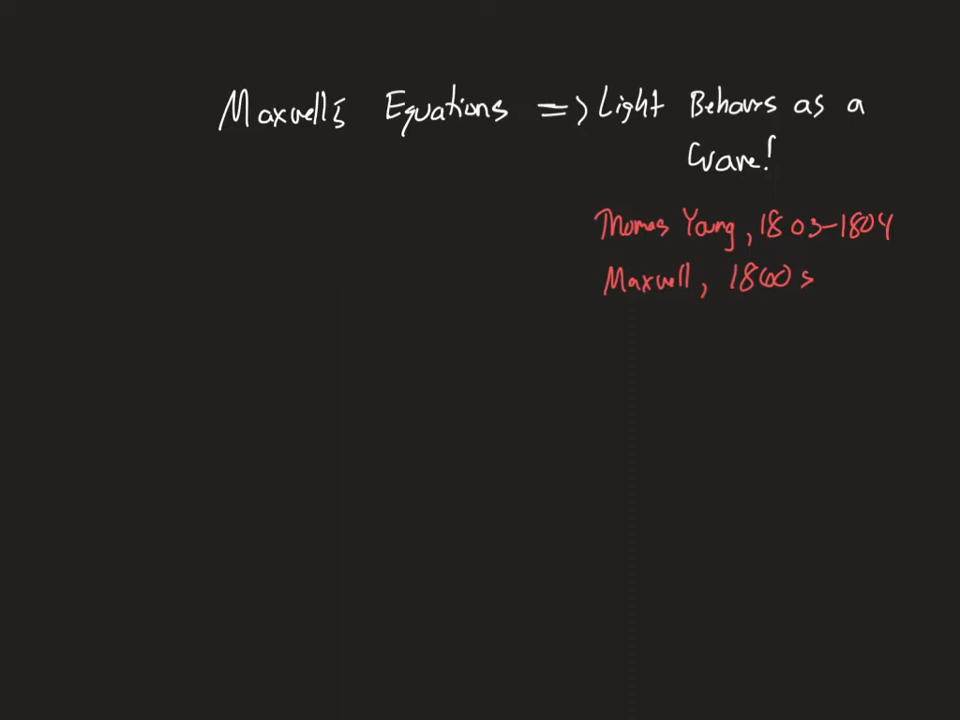 Maxwell's Equations => Light Behaves as a
Wave!
Thomas Young, 1803-1804
Maxwell, 1860s